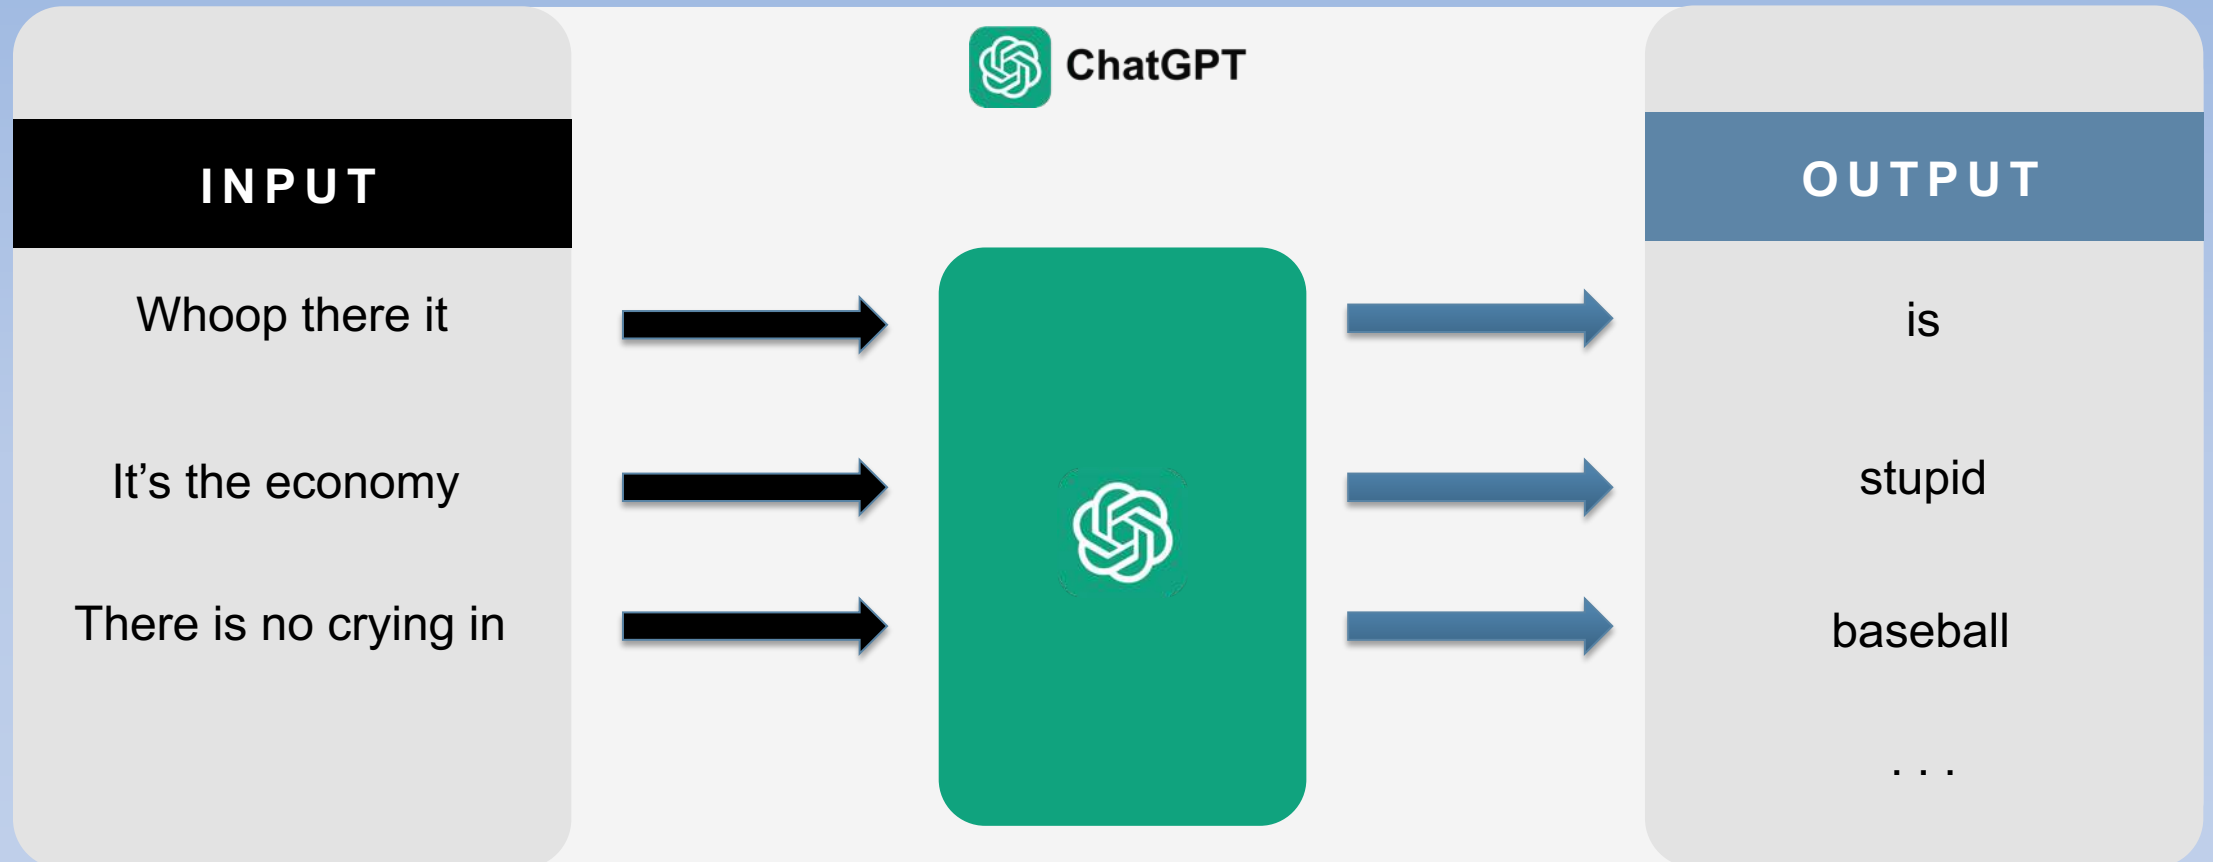 ChatGPT
INPUT
OUTPUT
Whoop there it
is
It’s the economy
stupid
There is no crying in
baseball
. . .